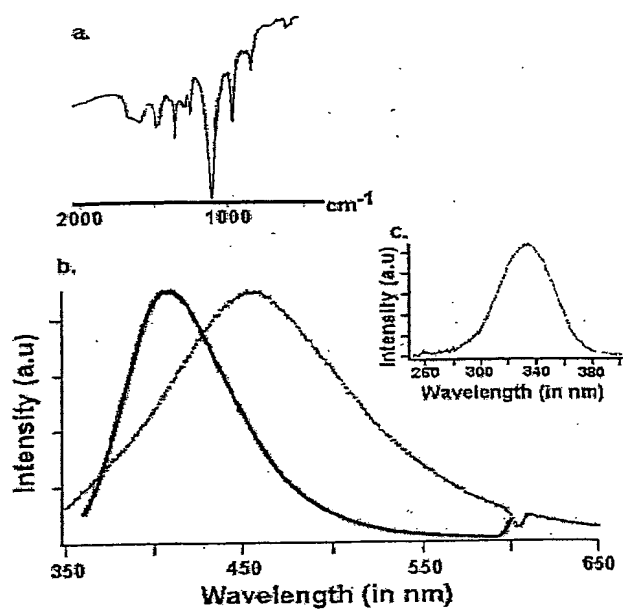 a.
2000 1000 cm-1
b.
Intensity (a.u)
350 450 550 650
Wavelength (in nm)
c.
Intensity (a.u)
260 300 340 380
Wavelength (in nm)